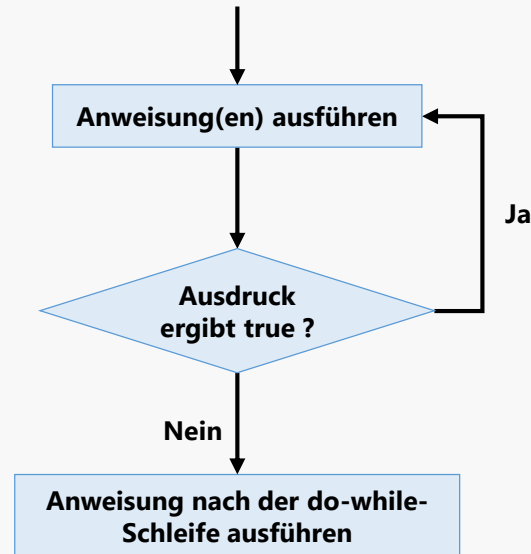 Anweisung(en) ausführen
Ja
Ausdruck
ergibt true ?
Nein
Anweisung nach der do-while-
Schleife ausführen